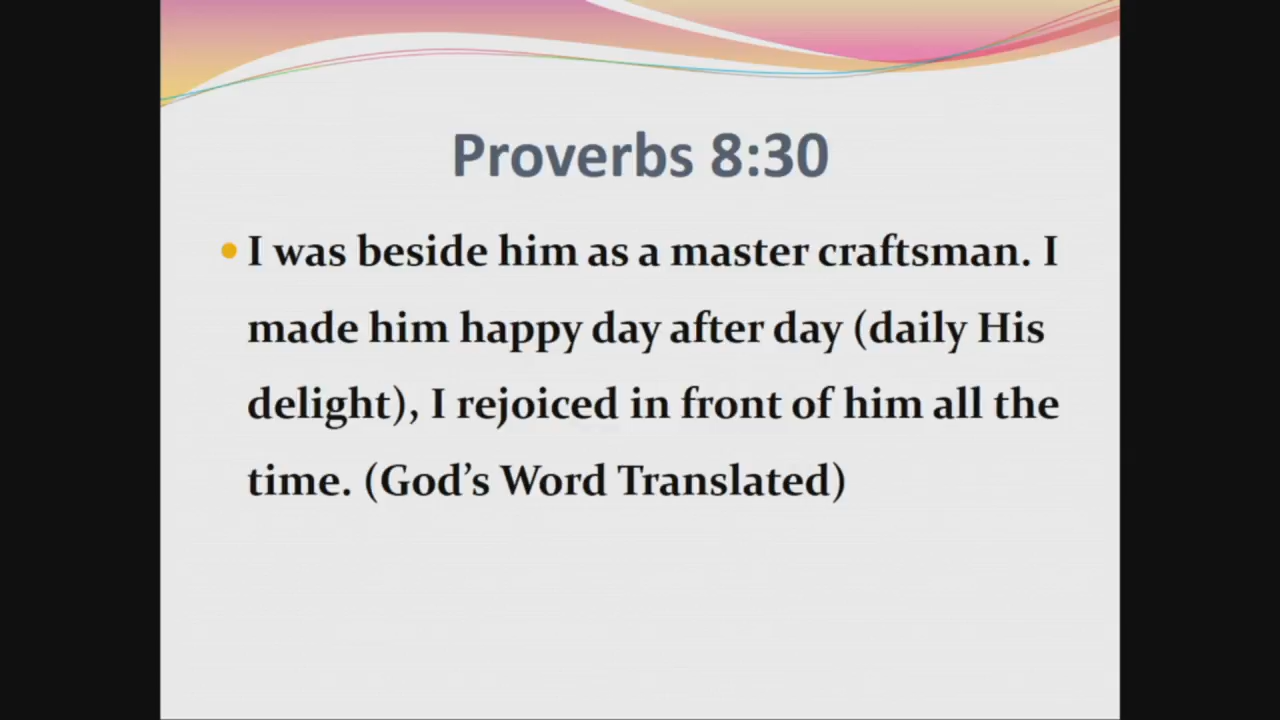 Proverbs 8:30
I was beside him as a master craftsman. I
made him happy day after day (daily His
delight), I rejoiced in front of him all the
time. (God's Word Translated)